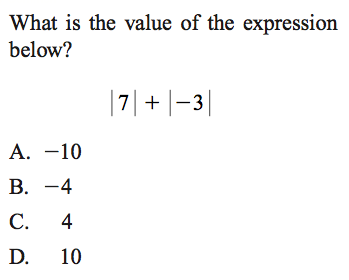 What is the value of the expression
below?
|7| + |−3|
A. −10
B. −4
C. 4
D. 10